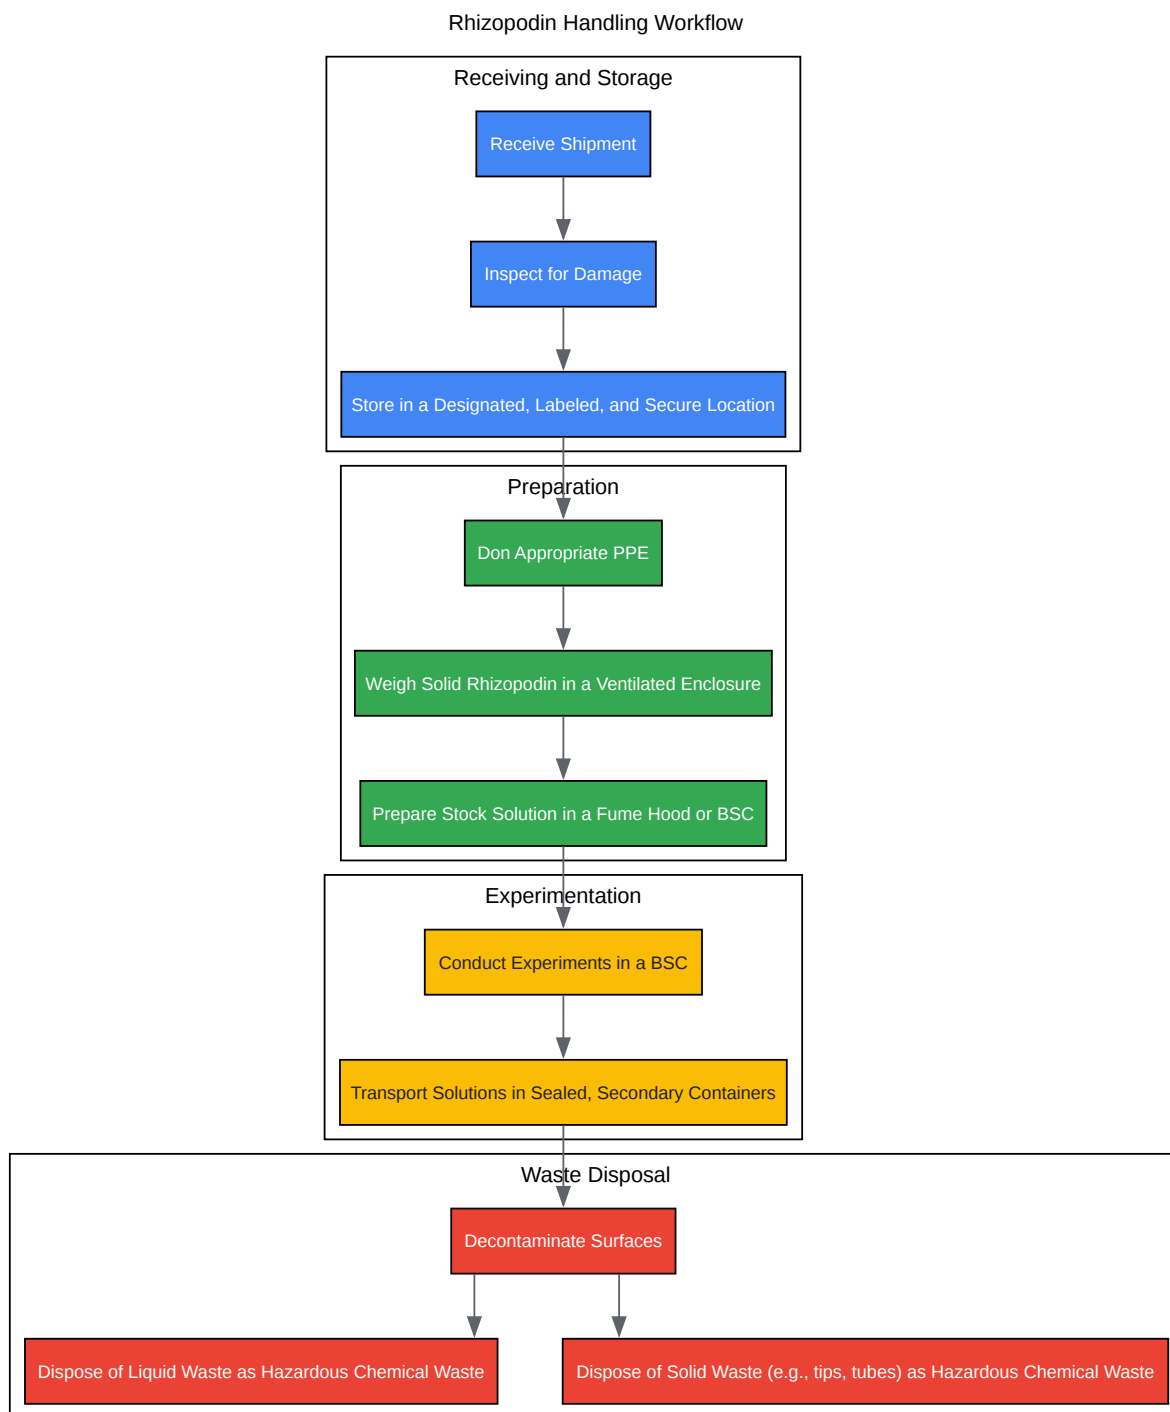 Rhizopodin Handling Workflow
Receiving and Storage
Receive Shipment
Inspect for Damage
Store in a Designated, Labeled, and Secure Location
Preparation
Don Appropriate PPE
Weigh Solid Rhizopodin in a Ventilated Enclosure
Prepare Stock Solution in a Fume Hood or BSC
Experimentation
Conduct Experiments in a BSC
Transport Solutions in Sealed, Secondary Containers
Waste Disposal
Decontaminate Surfaces
Dispose of Liquid Waste as Hazardous Chemical Waste
Dispose of Solid Waste (e.g., tips, tubes) as Hazardous Chemical Waste